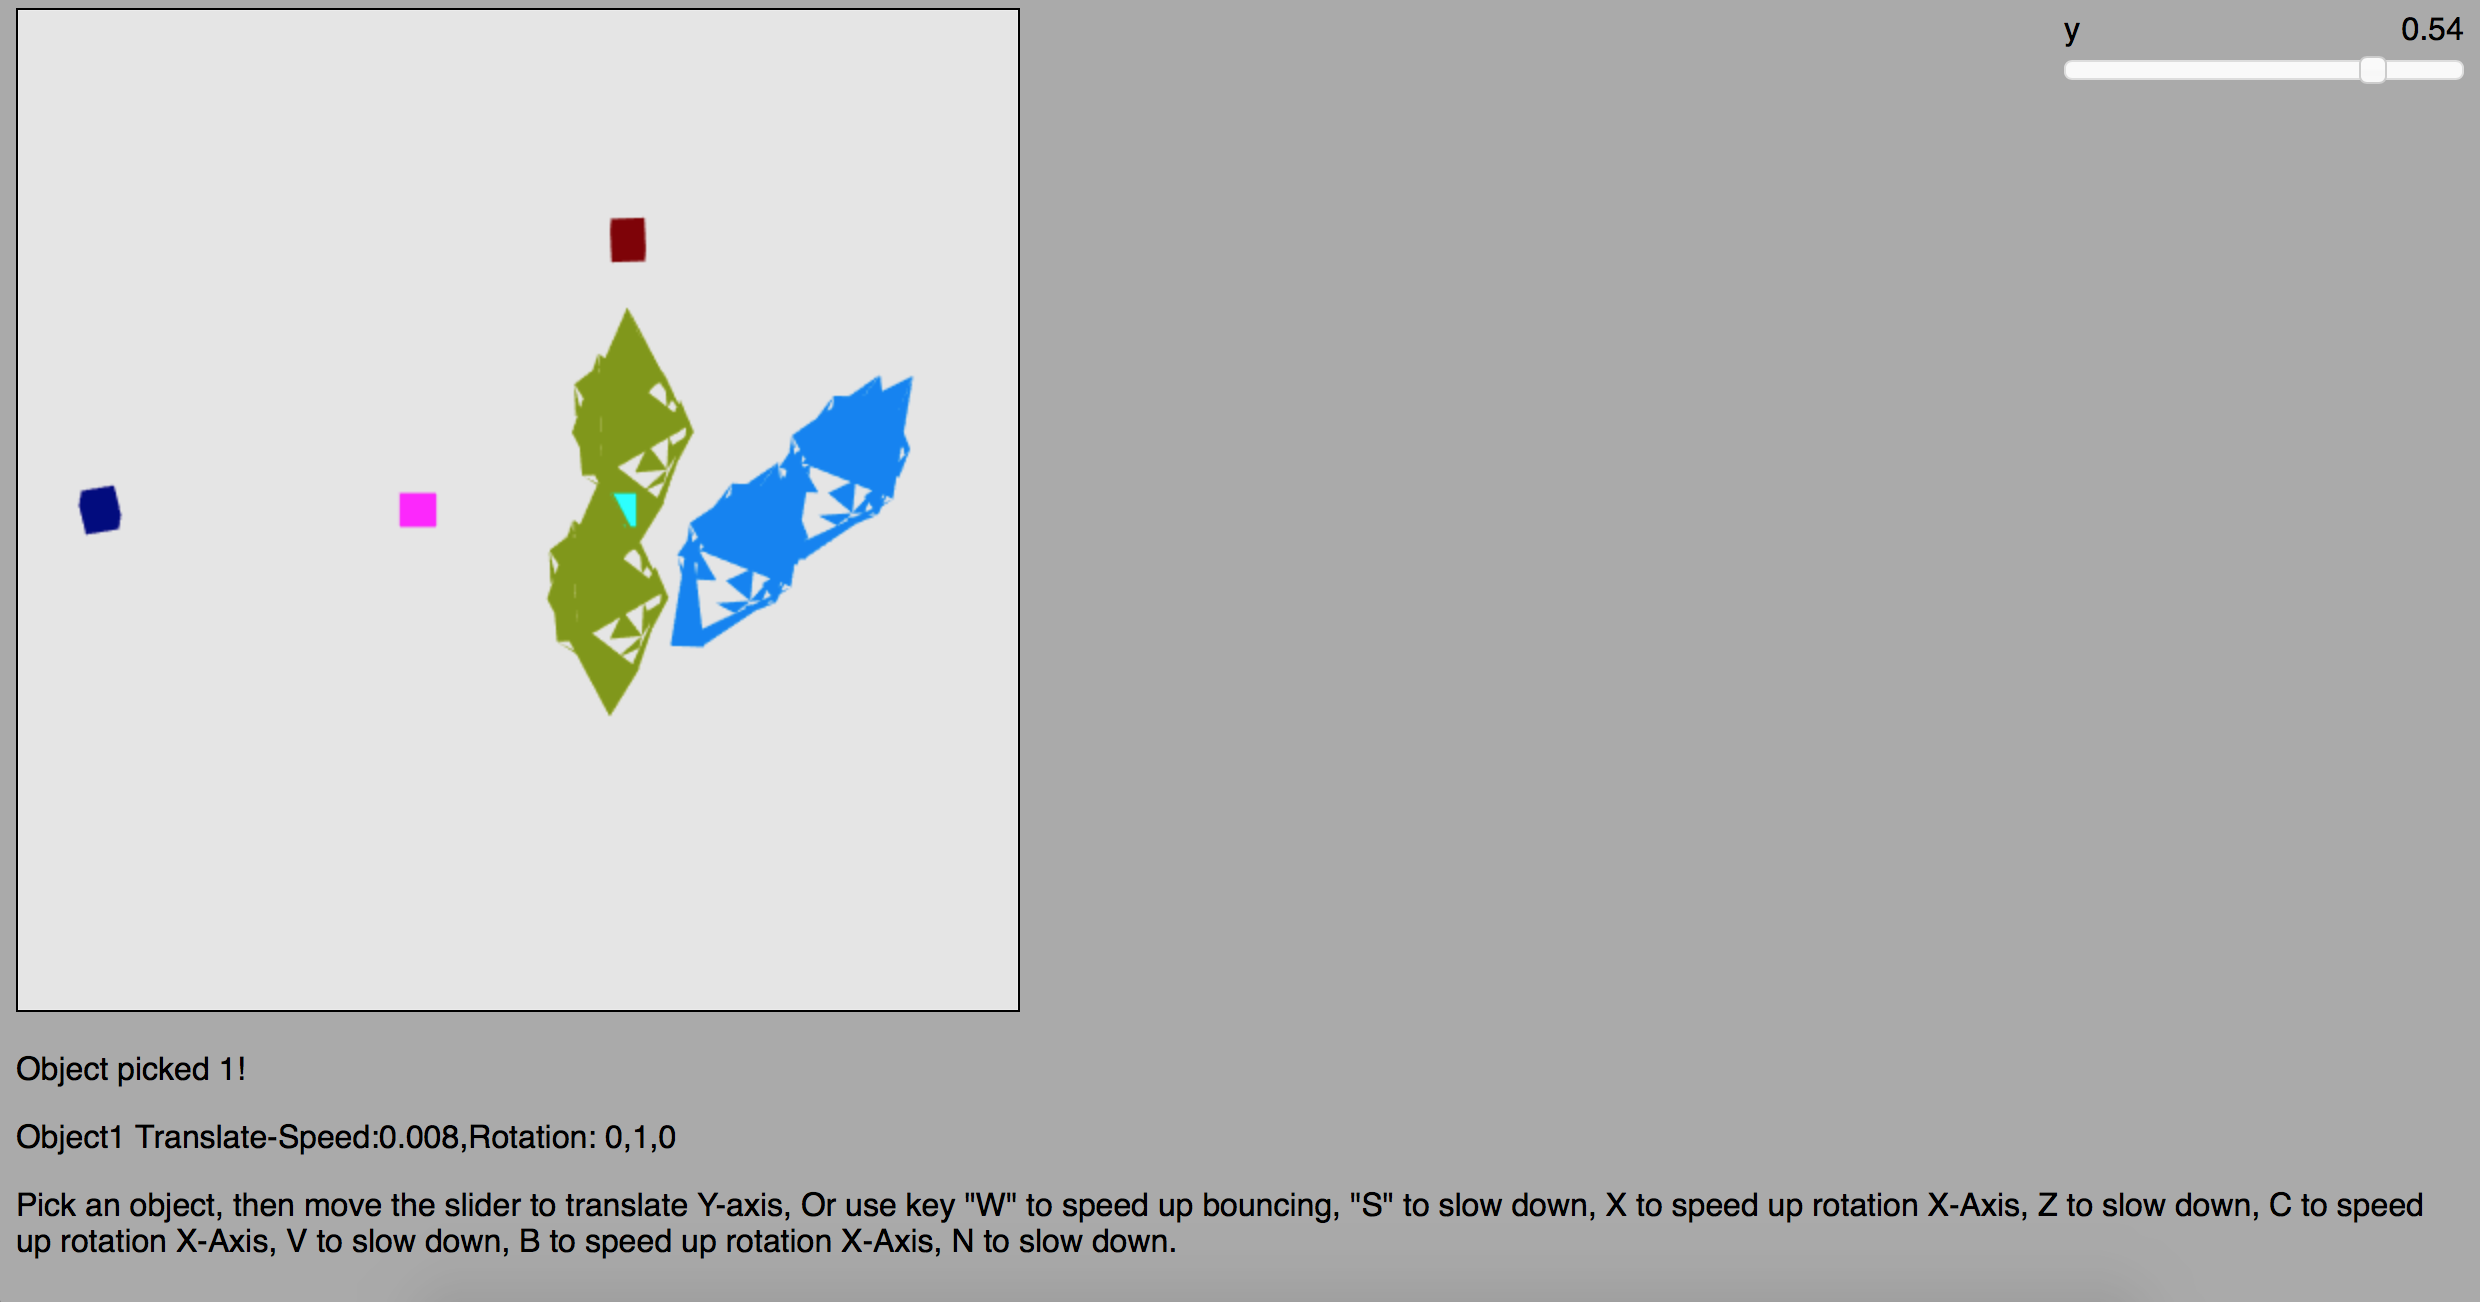 y 0.54
Object picked 1!
Object1 Translate-Speed:0.008,Rotation: 0,1,0
Pick an object, then move the slider to translate Y-axis, Or use key "W" to speed up bouncing, "S" to slow down, X to speed up rotation X-Axis, Z to slow down, C to speed
up rotation X-Axis, V to slow down, B to speed up rotation X-Axis, N to slow down.